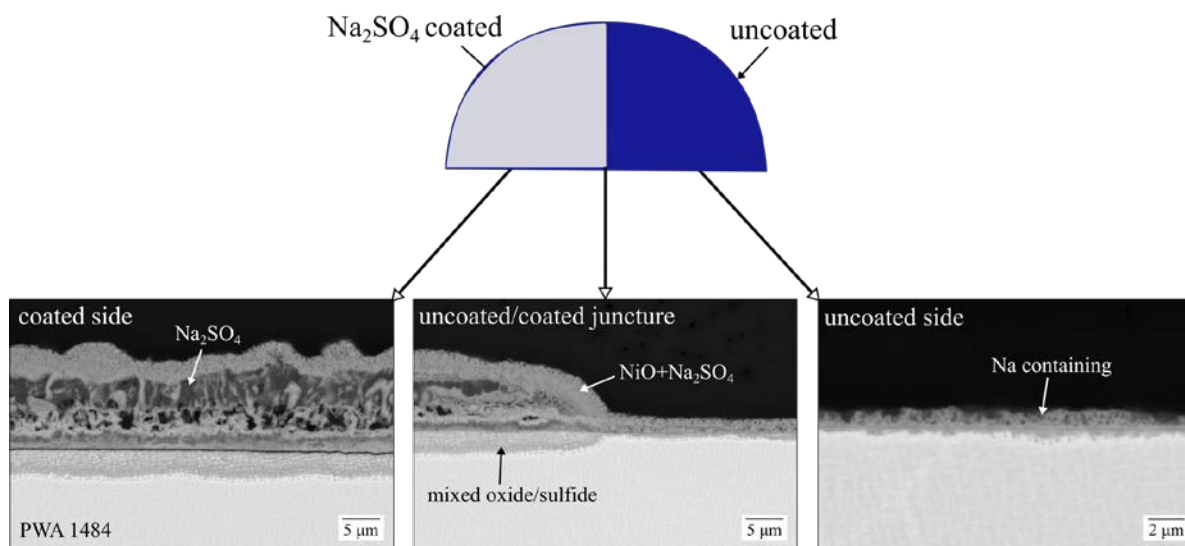 Na₂SO₄ coated
uncoated
coated side
Na₂SO₄
PWA 1484
5 μm
uncoated/coated juncture
NiO+Na₂SO₄
mixed oxide/sulfide
5 μm
uncoated side
Na containing
2 μm